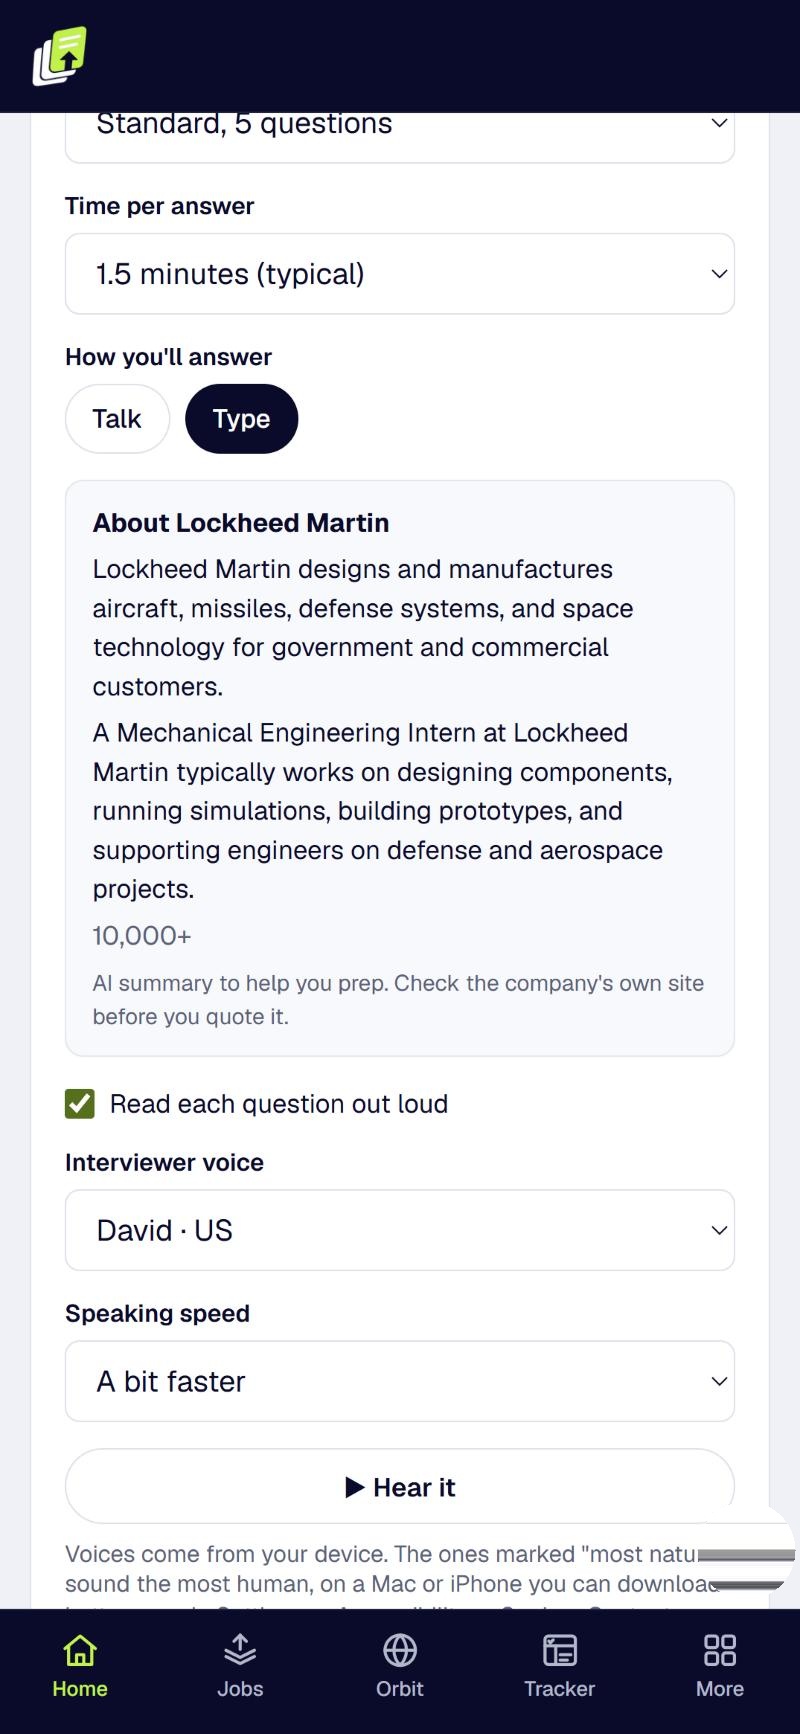 Standard, 5 questions
Time per answer
1.5 minutes (typical)
How you'll answer
Talk
Type
About Lockheed Martin
Lockheed Martin designs and manufactures
aircraft, missiles, defense systems, and space
technology for government and commercial
customers.
A Mechanical Engineering Intern at Lockheed
Martin typically works on designing components,
running simulations, building prototypes, and
supporting engineers on defense and aerospace
projects.
10,000+
AI summary to help you prep. Check the company's own site
before you quote it.
Read each question out loud
Interviewer voice
David · US
Speaking speed
A bit faster
▶ Hear it
Voices come from your device. The ones marked "most
sound the most human, on a Mac or iPhone you can download
Home
Jobs
Orbit
Tracker
More